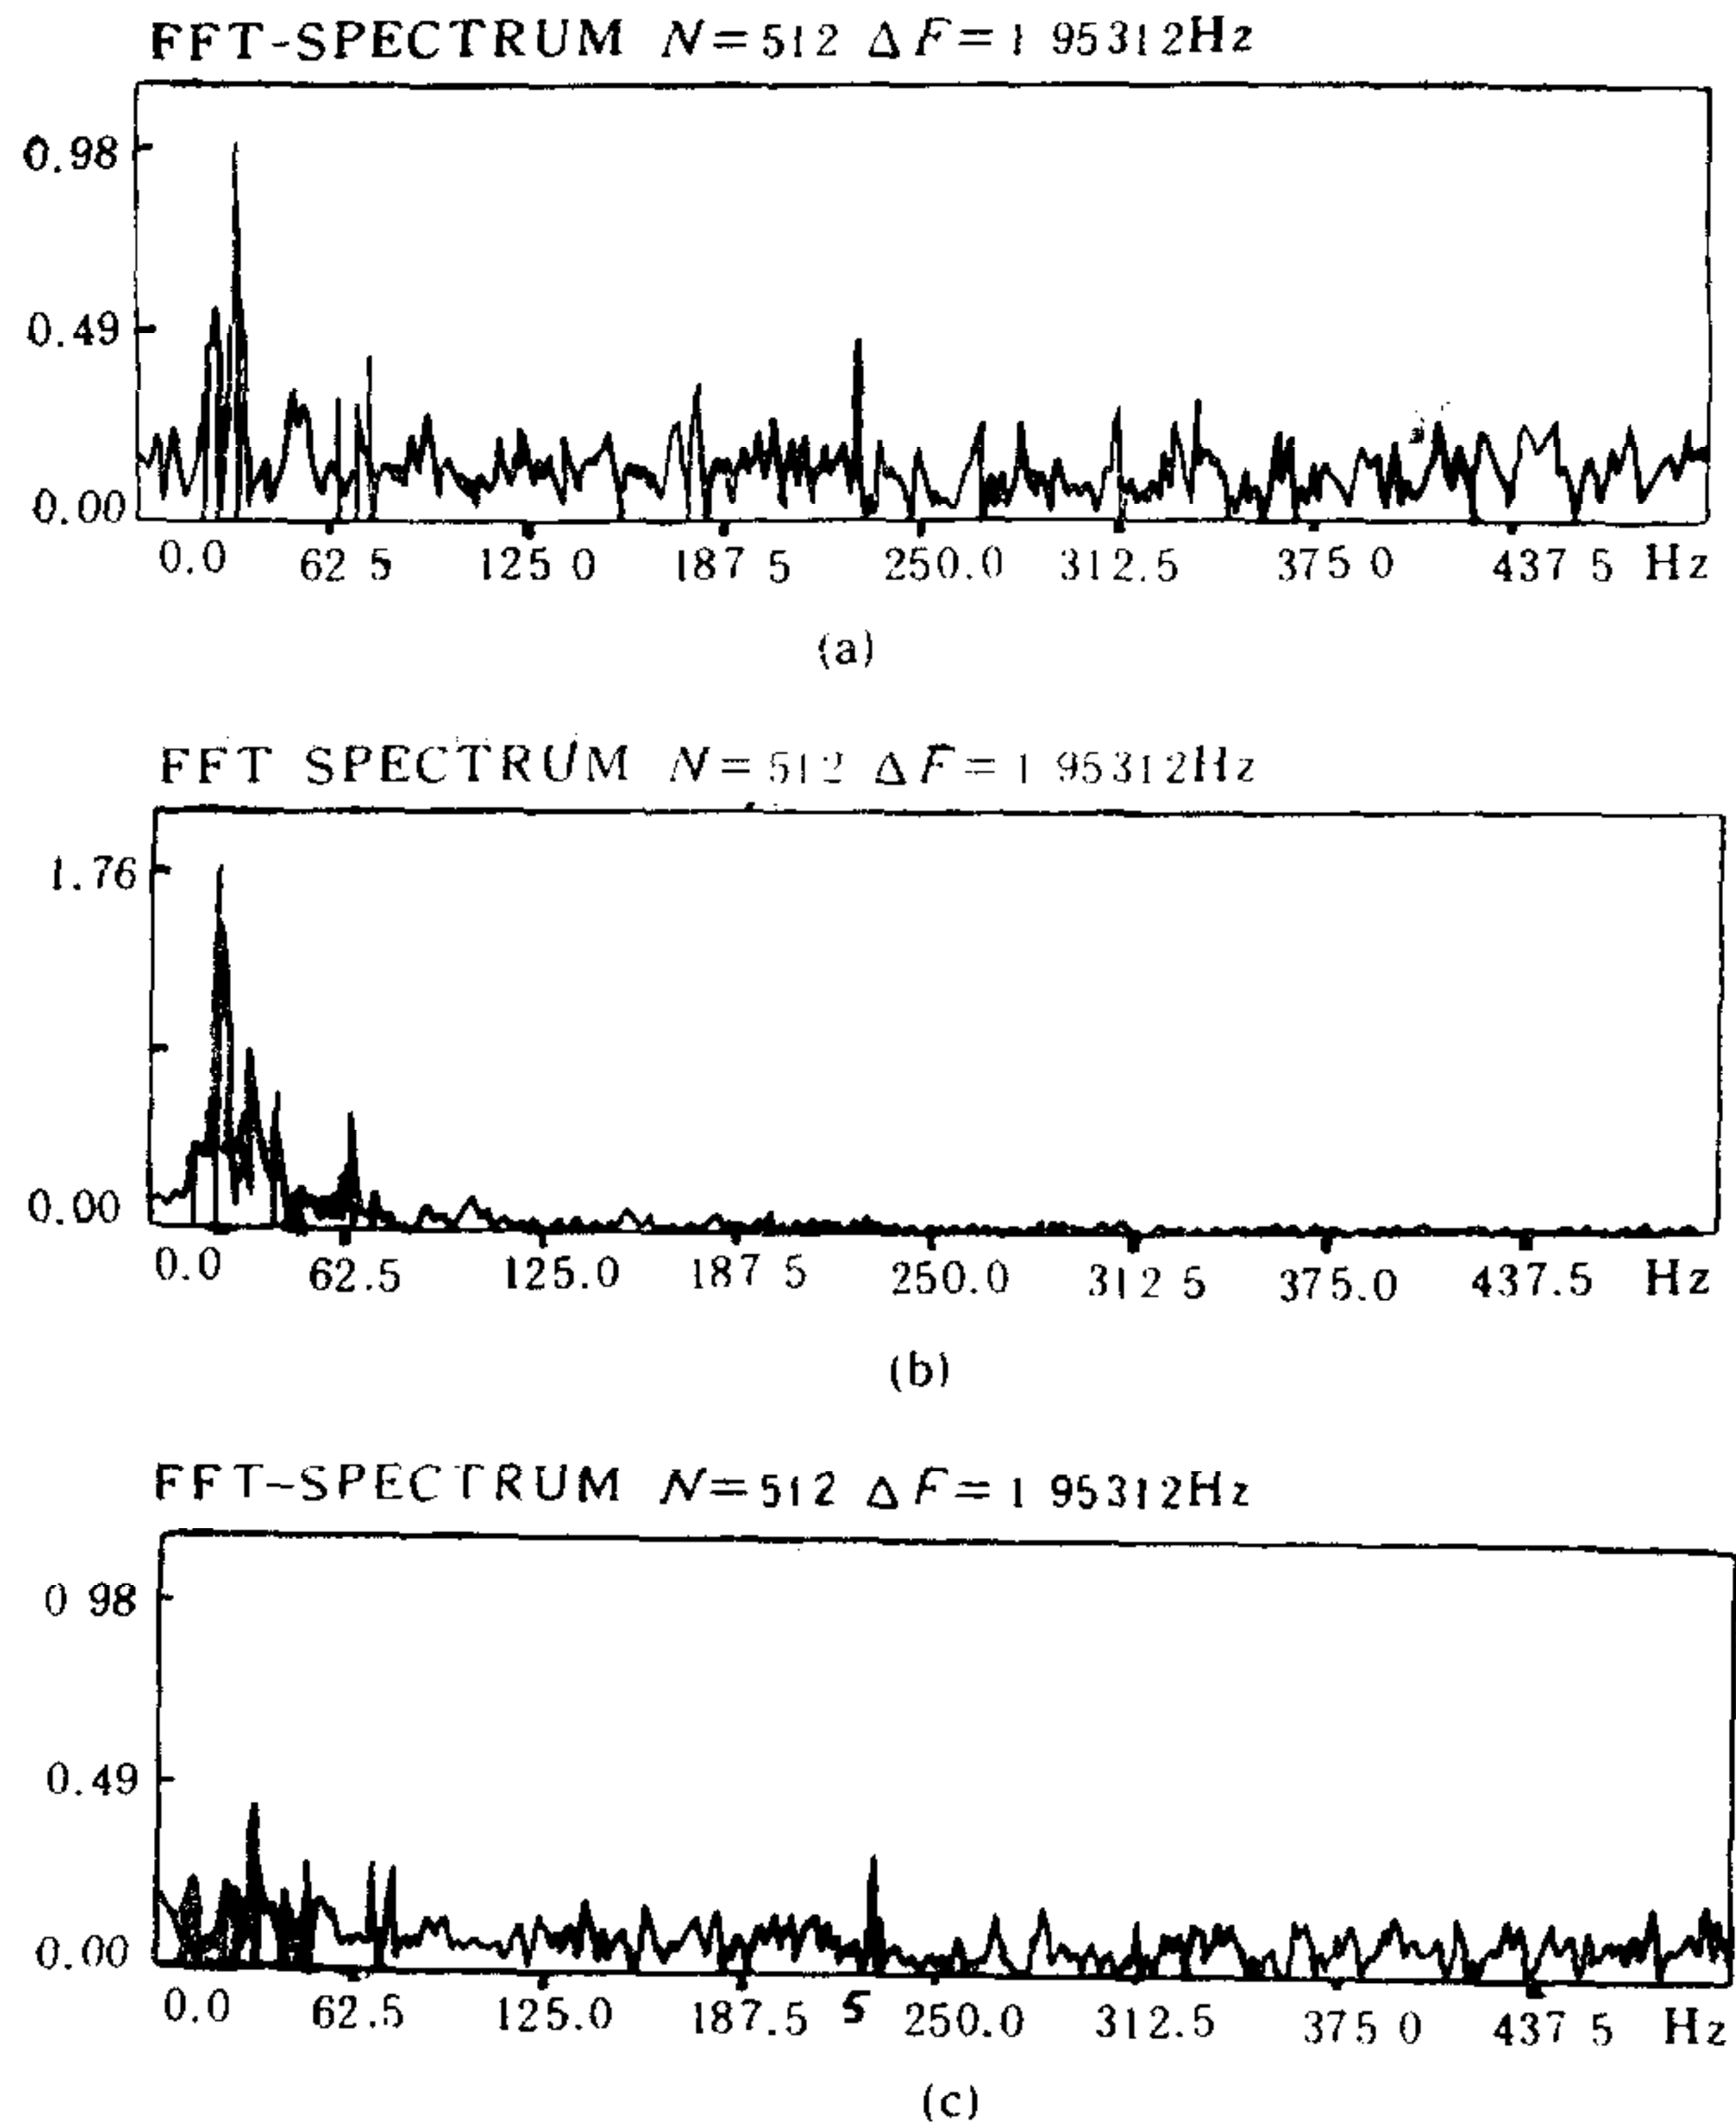 FFT-SPECTRUM N=512 ΔF=1 95312Hz
0.98
0.49
0.00
0.0 62 5 125 0 187 5 250.0 312.5 375 0 437 5 Hz
(a)
FFT SPECTRUM N=512 ΔF=1 95312Hz
1.76
0.00
0.0 62.5 125.0 187 5 250.0 312 5 375.0 437.5 Hz
(b)
FFT-SPECTRUM N=512 ΔF=1 95312Hz
0 98
0.49
0.00
0.0 62.5 125.0 187.5 5 250.0 312.5 375 0 437 5 Hz
(c)